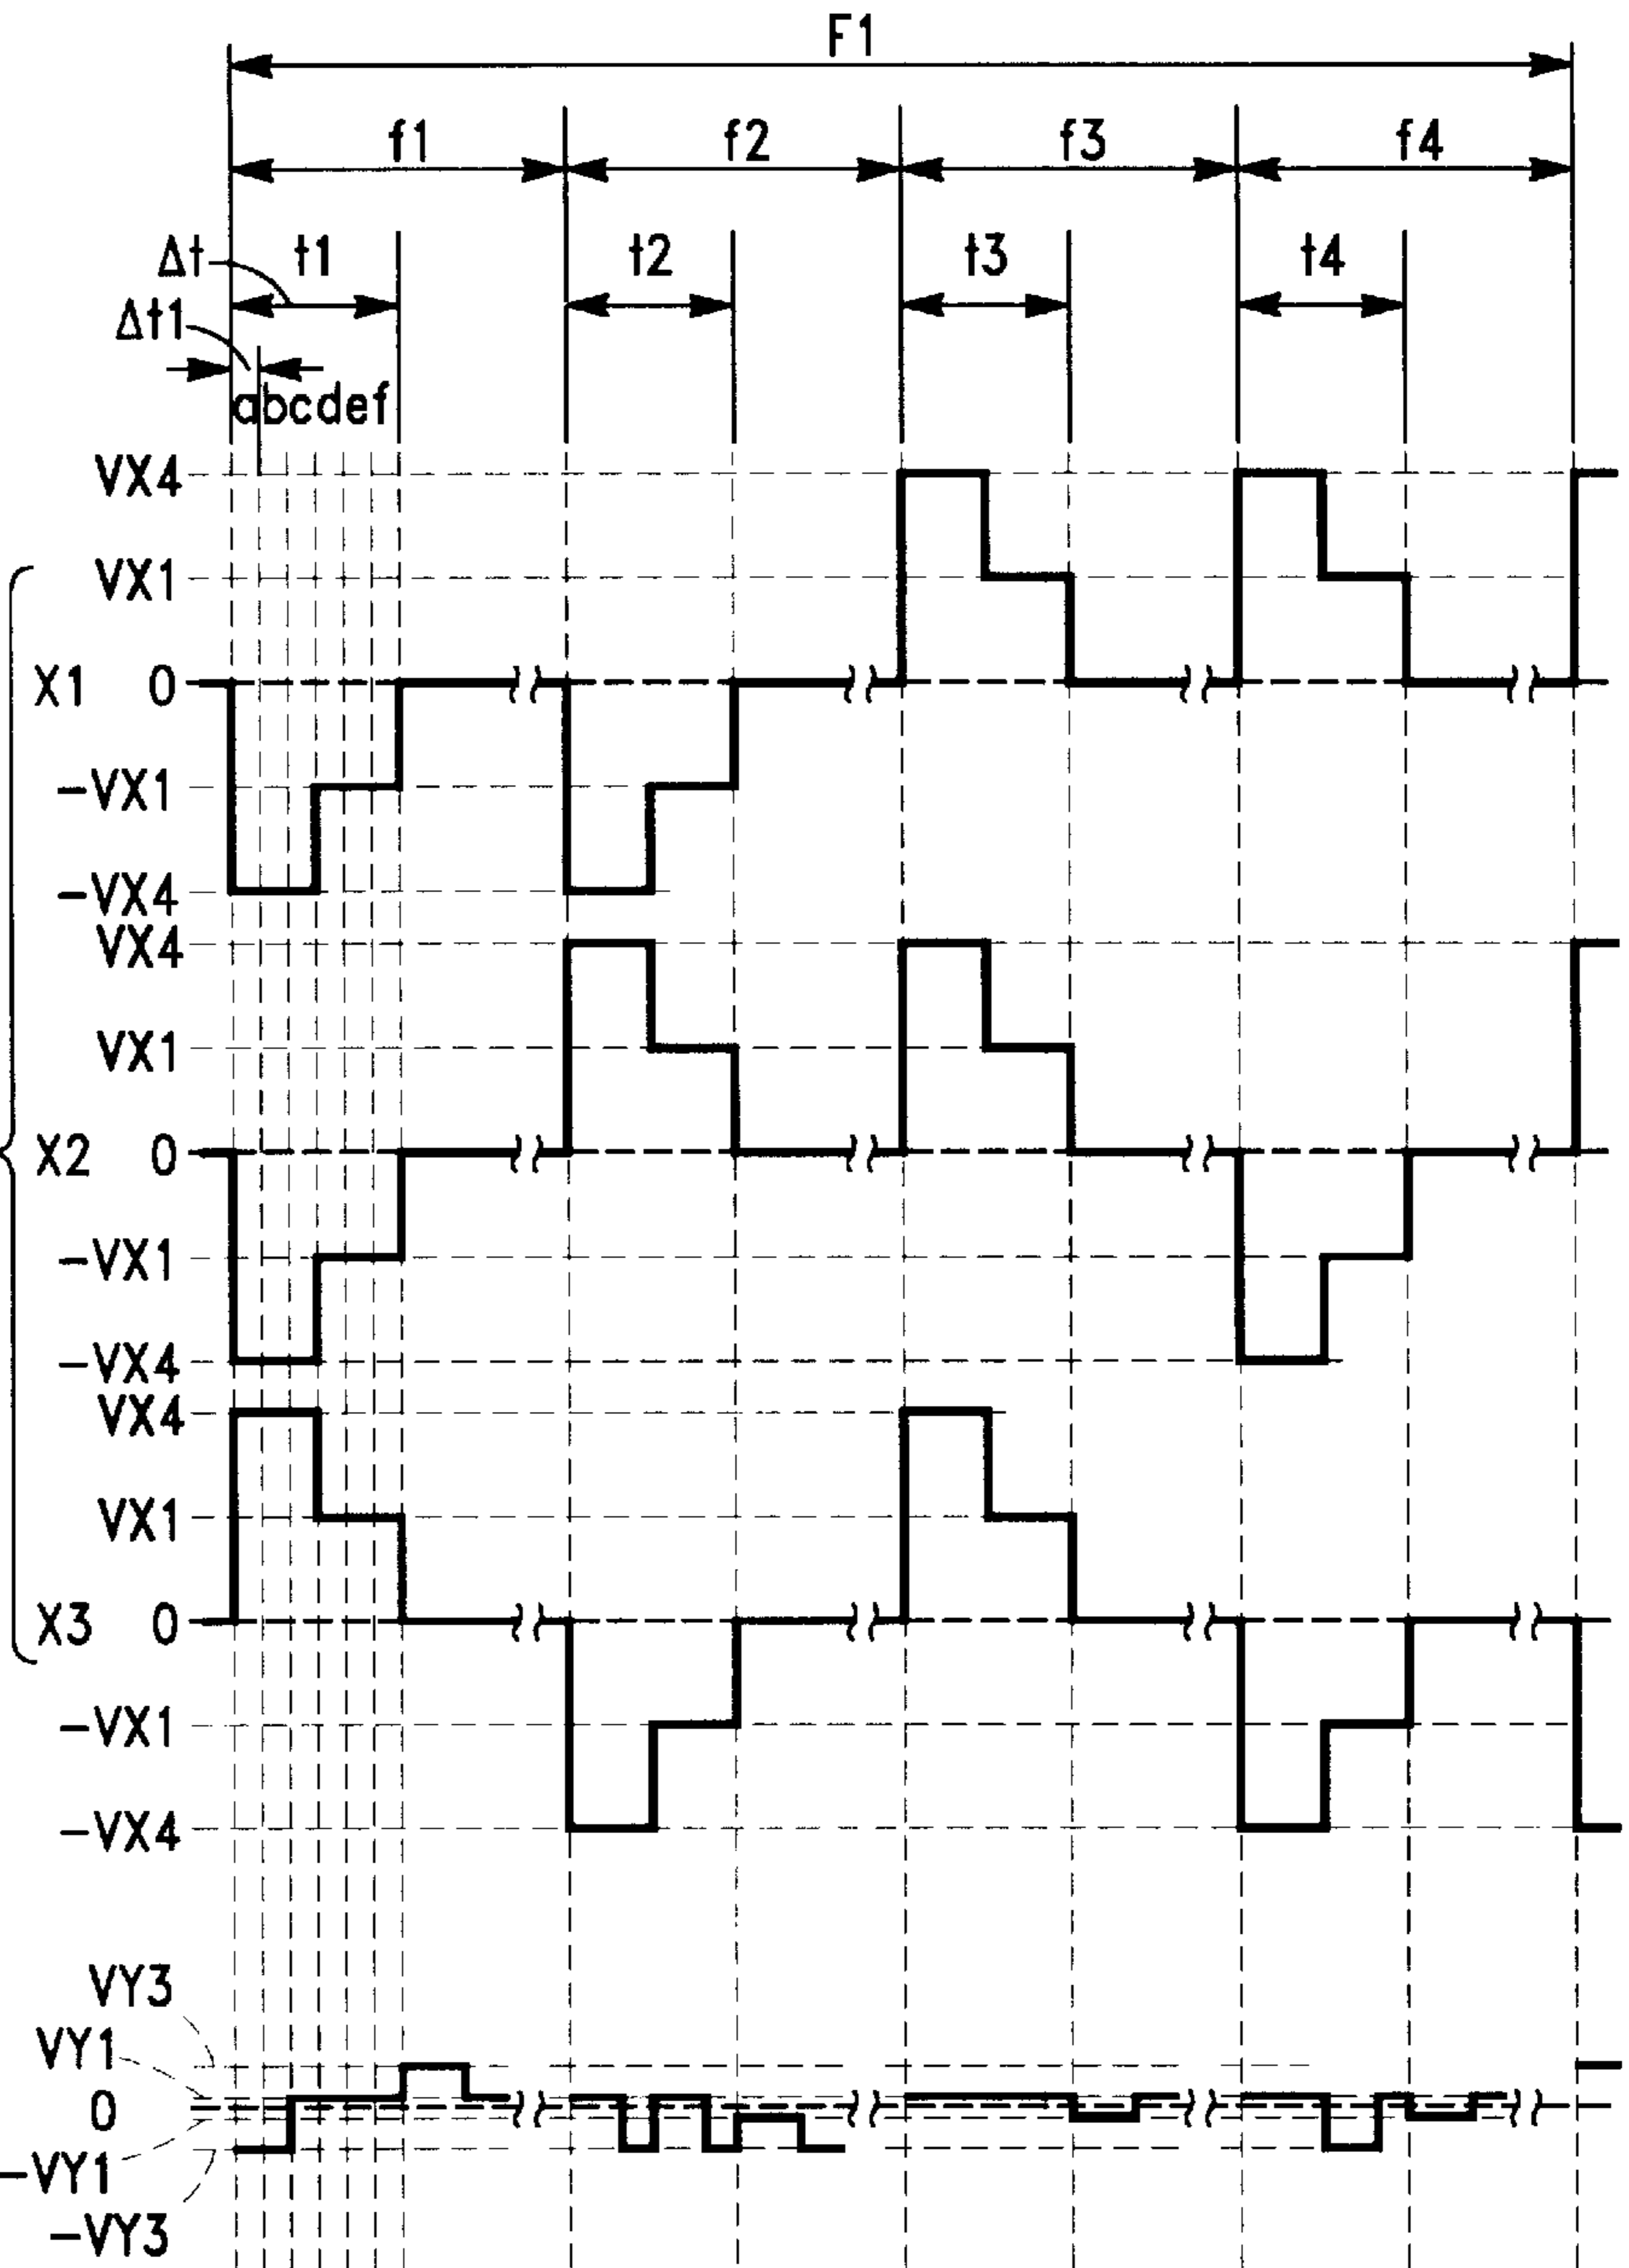 F1
f1 f2 f3 f4
Δt t1 t2 t3 t4
Δt1
abcdef
VX4
VX1
X1 0
-VX1
-VX4
VX4
VX1
X2 0
-VX1
-VX4
VX4
VX1
X3 0
-VX1
-VX4
VY3
VY1
0
-VY1
-VY3